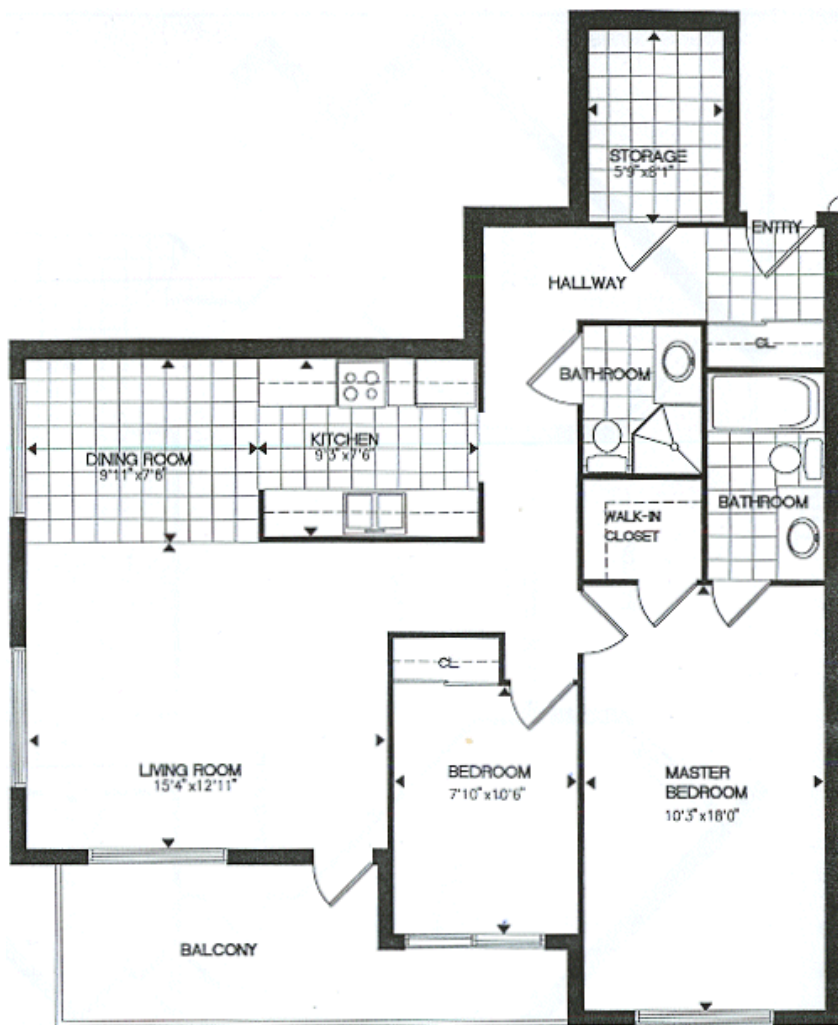 STORAGE
5'9"x8'1"
ENTRY
HALLWAY
CL
BATHROOM
KITCHEN
9'3"x7'6"
DINING ROOM
9'11"x7'6"
BATHROOM
WALK-IN
CLOSET
CL
LIVING ROOM
15'4"x12'11"
BEDROOM
7'10"x10'6"
MASTER
BEDROOM
10'3"x18'0"
BALCONY